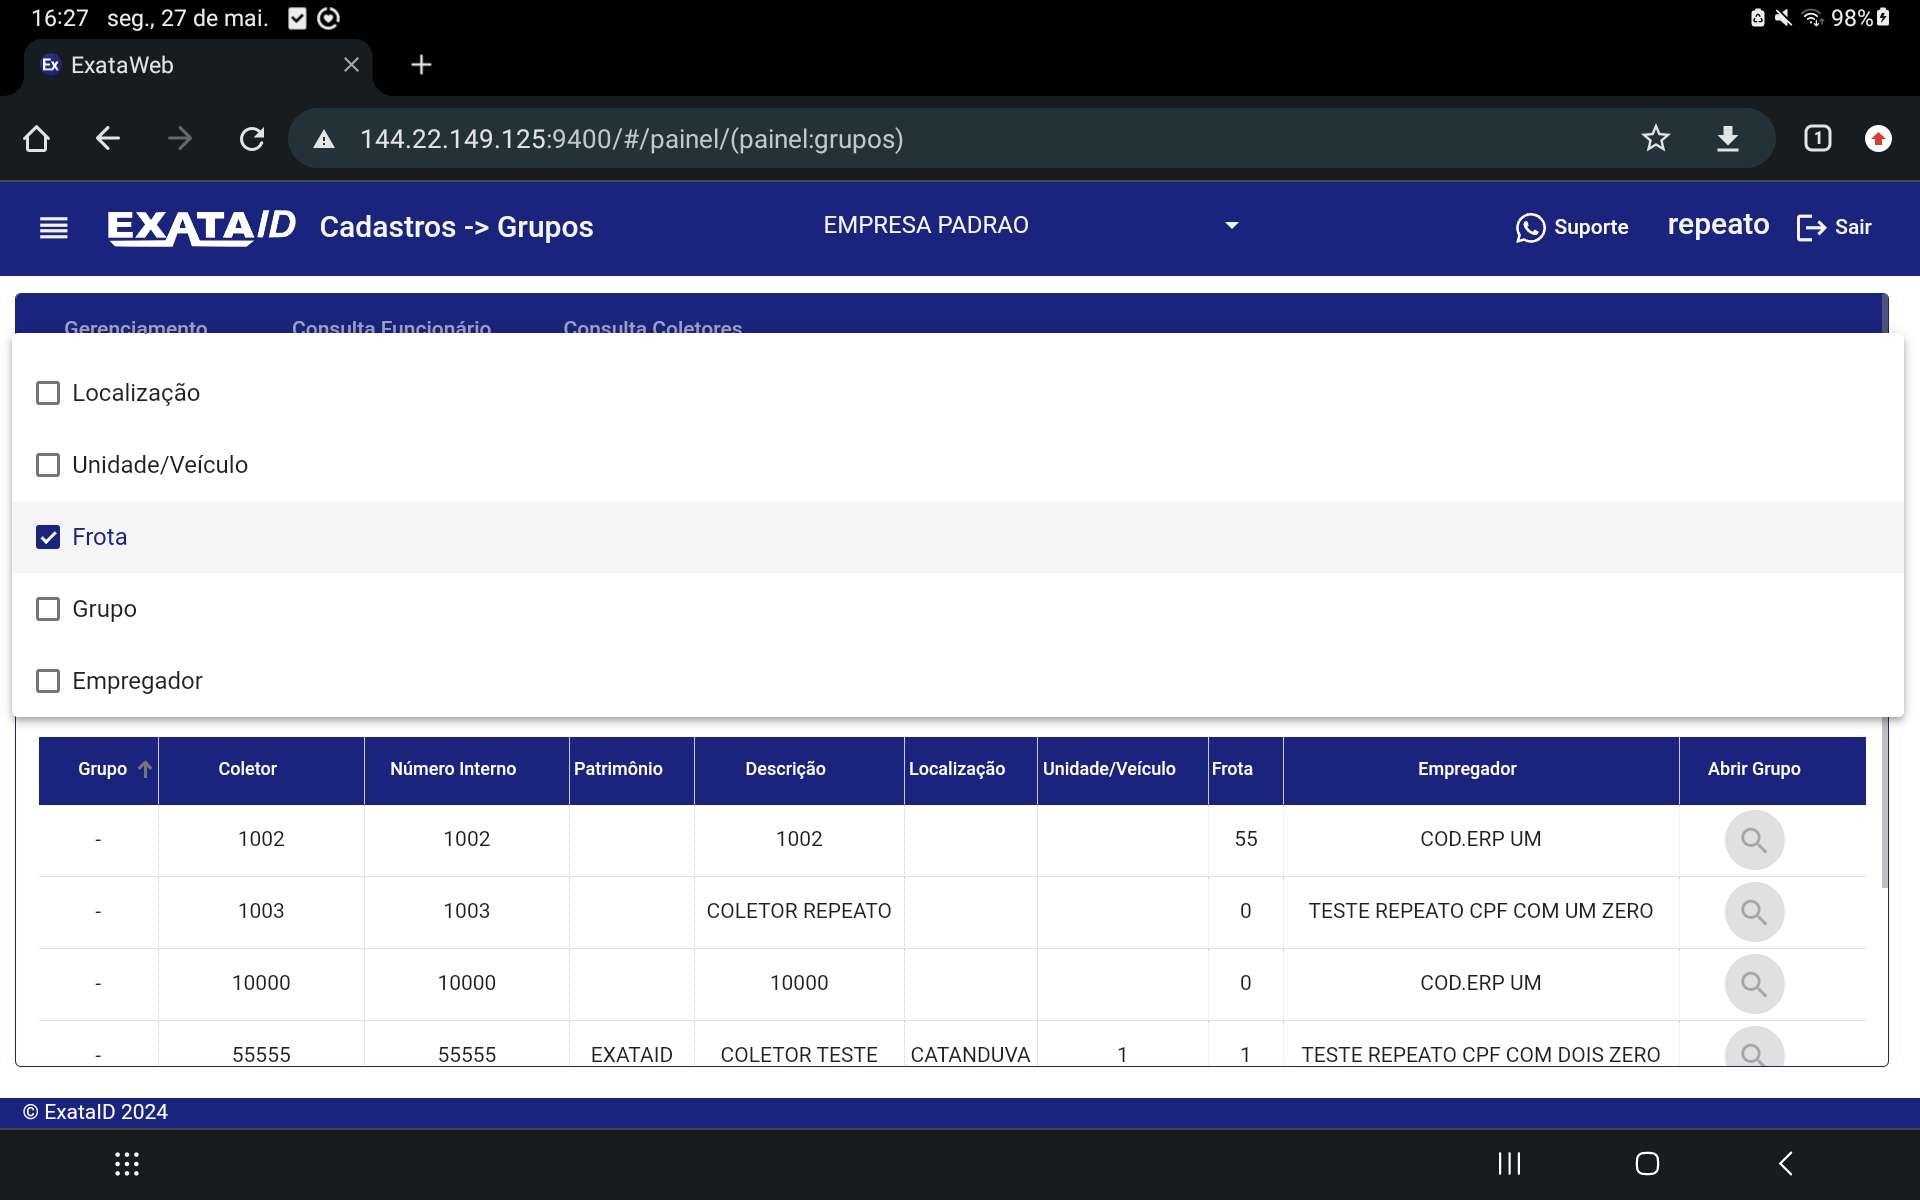 16:27 seg., 27 de mai. 98%
Ex ExataWeb
144.22.149.125:9400/#/painel/(painel:grupos) 1
EXATAID Cadastros -> Grupos EMPRESA PADRAO Suporte repeato Sair
Gerenciamento Consulta Funcionário Consulta Coletores
Localização
Unidade/Veículo
Frota
Grupo
Empregador
Grupo Coletor Número Interno Patrimônio Descrição Localização Unidade/Veículo Frota Empregador Abrir Grupo
- 1002 1002 1002 55 COD.ERP UM
- 1003 1003 COLETOR REPEATO 0 TESTE REPEATO CPF COM UM ZERO
- 10000 10000 10000 0 COD.ERP UM
- 55555 55555 EXATAID COLETOR TESTE CATANDUVA 1 1 TESTE REPEATO CPF COM DOIS ZERO
© ExataID 2024